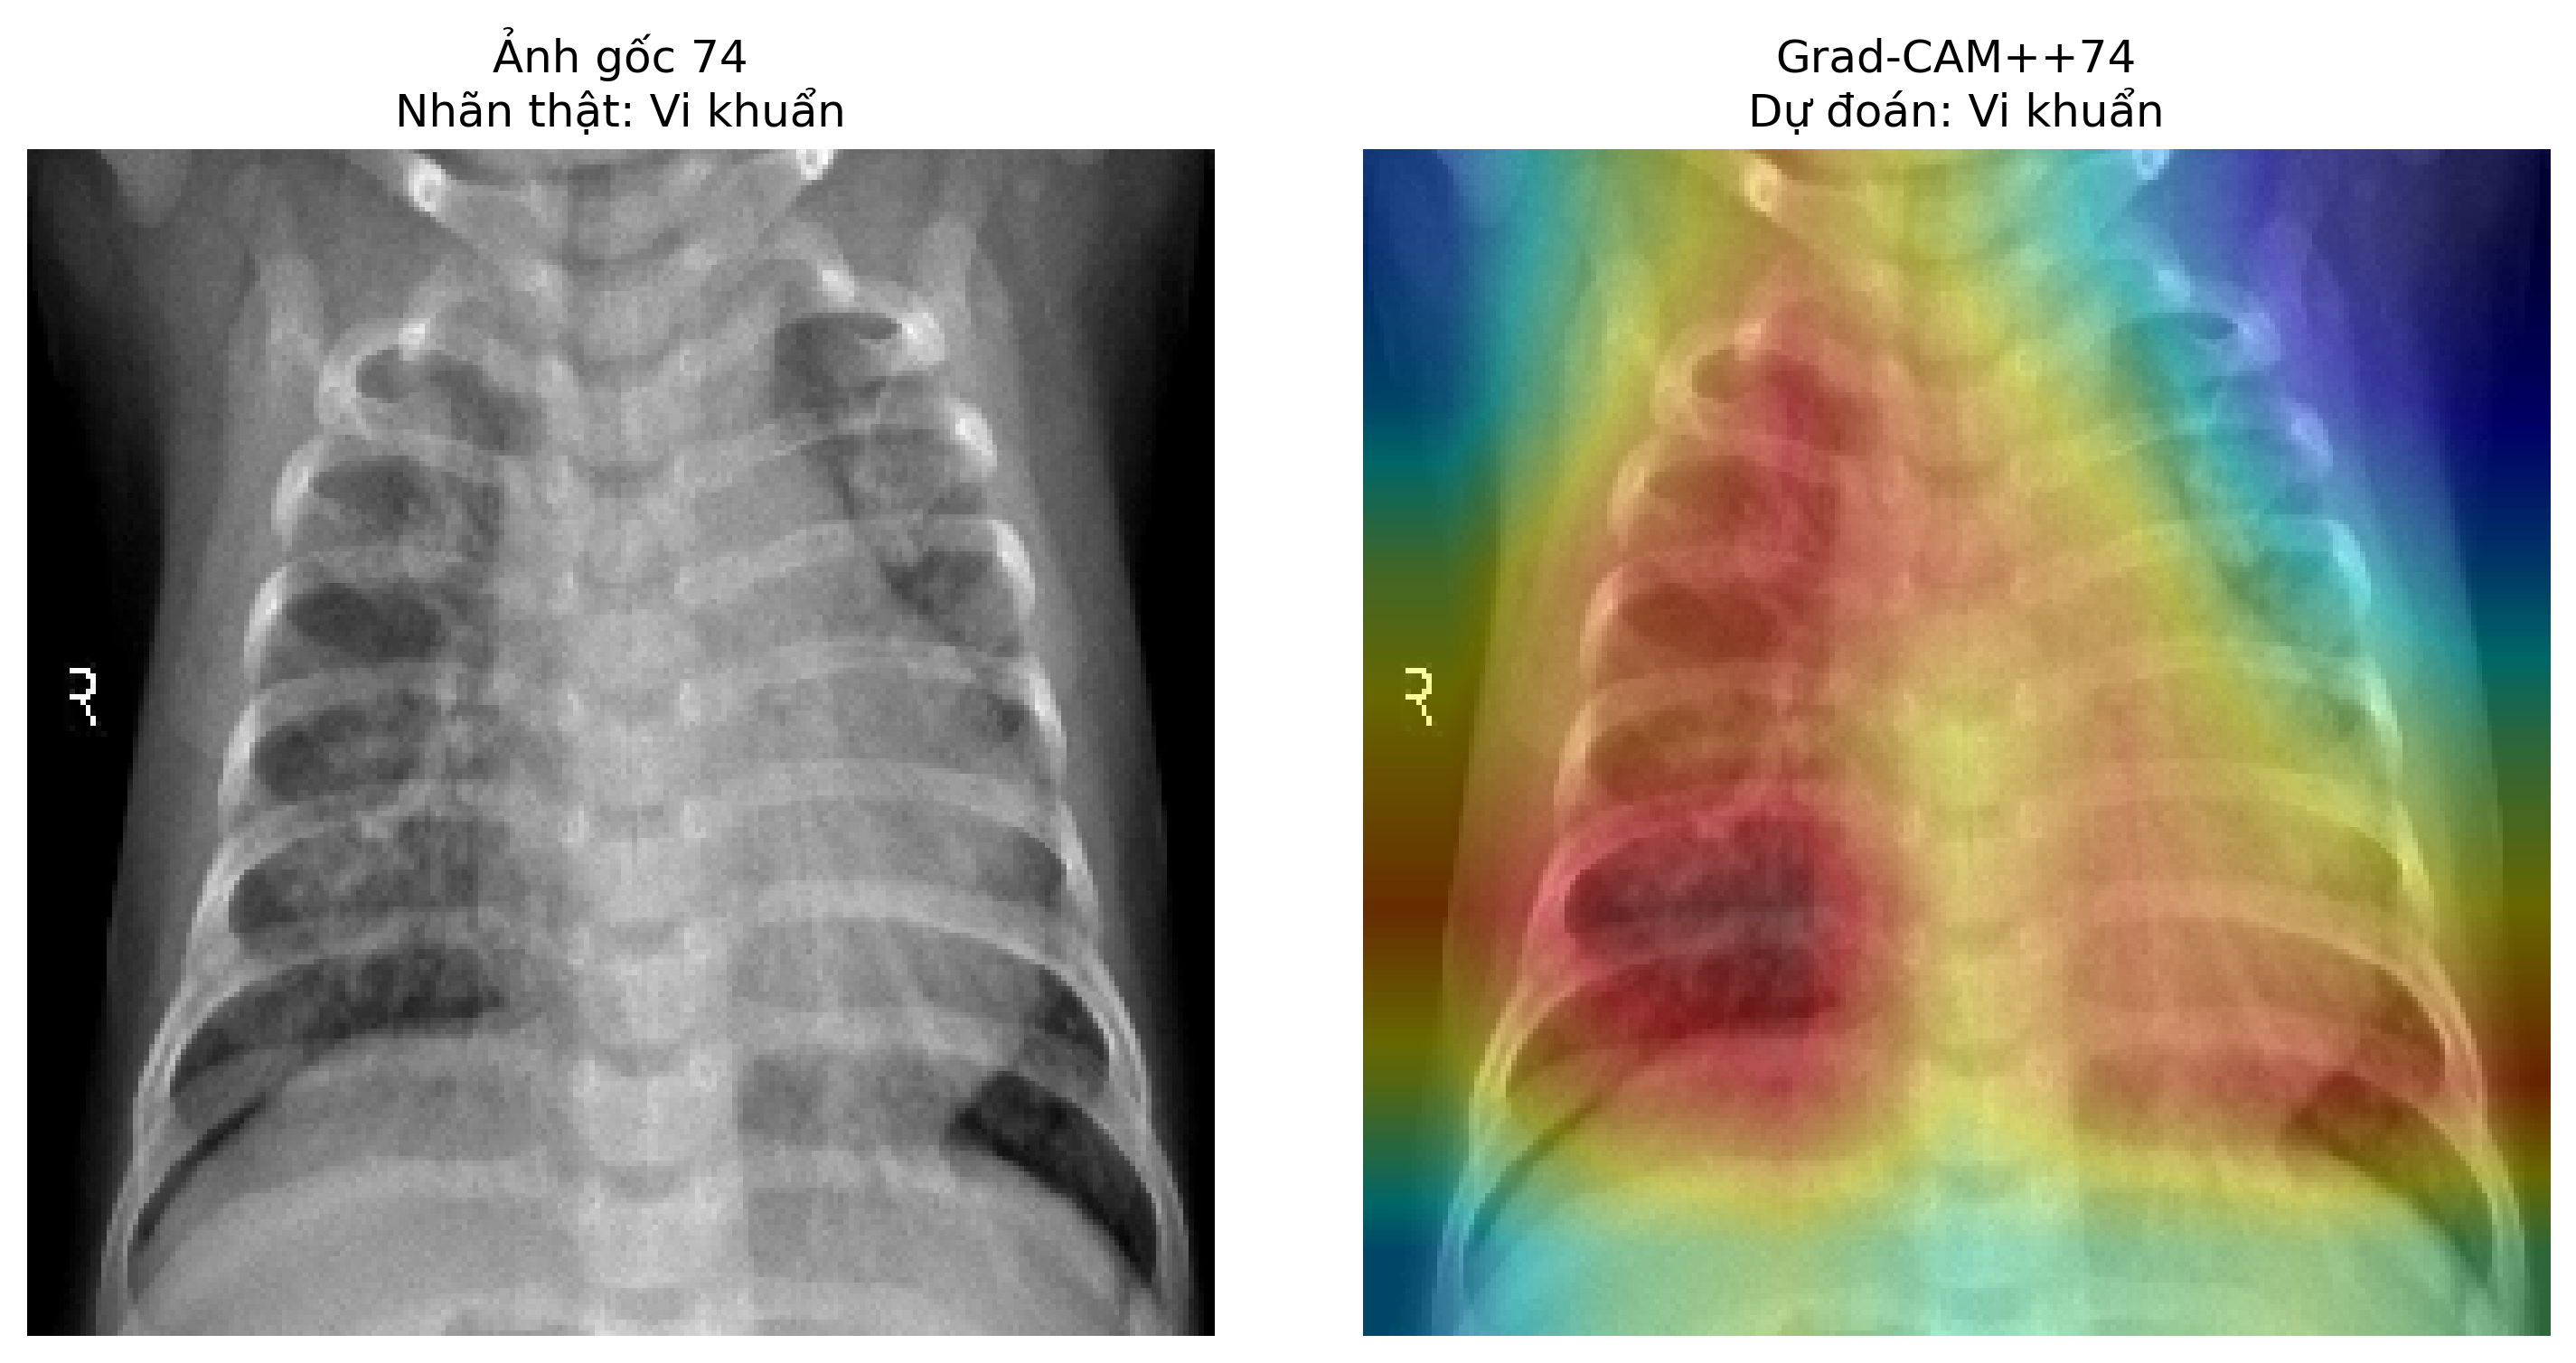 Ảnh gốc 74
Nhãn thật: Vi khuẩn
Grad-CAM++74
Dự đoán: Vi khuẩn
R
R